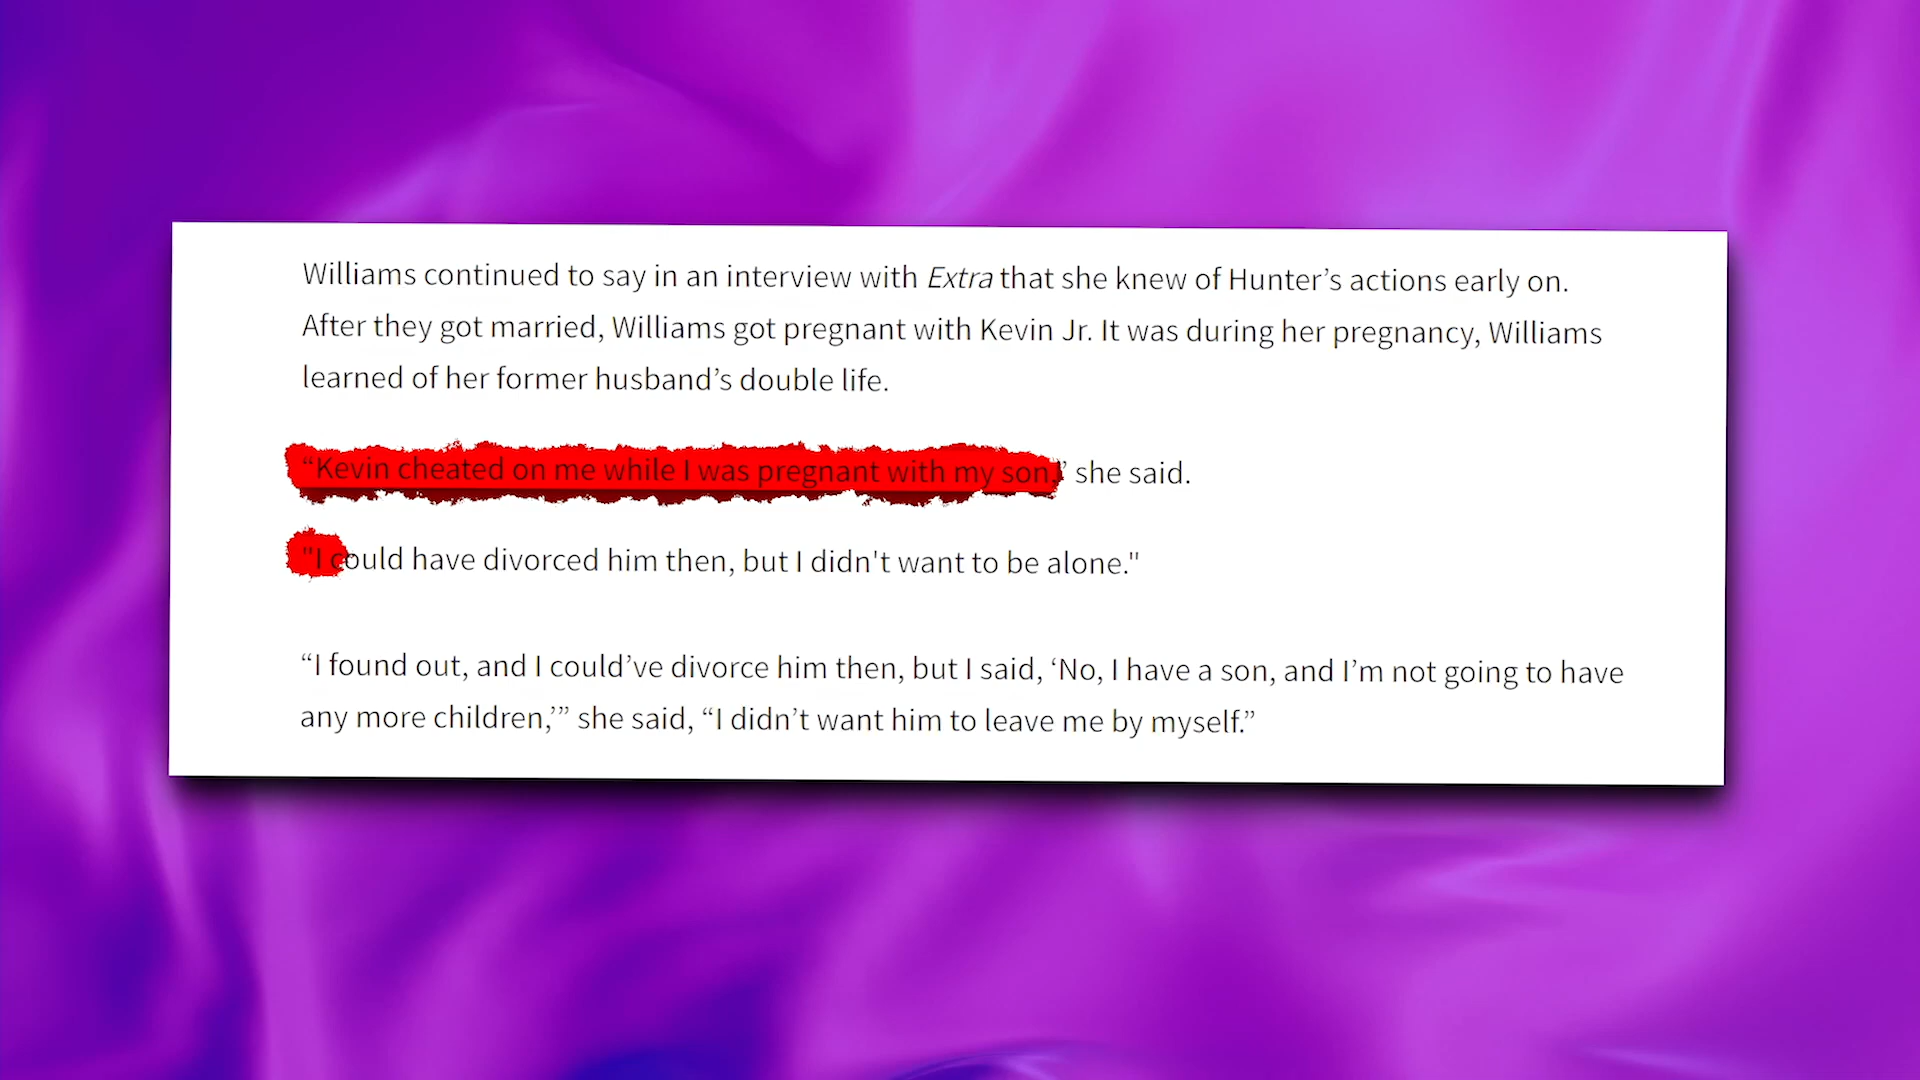 Williams continued to say in an interview with Extra that she knew of Hunter’s actions early on.
After they got married, Williams got pregnant with Kevin Jr. It was during her pregnancy, Williams
learned of her former husband’s double life.
“Kevin cheated on me while I was pregnant with my son,” she said.
"I could have divorced him then, but I didn't want to be alone."
“I found out, and I could’ve divorce him then, but I said, ‘No, I have a son, and I’m not going to have
any more children,’” she said, “I didn’t want him to leave me by myself.”